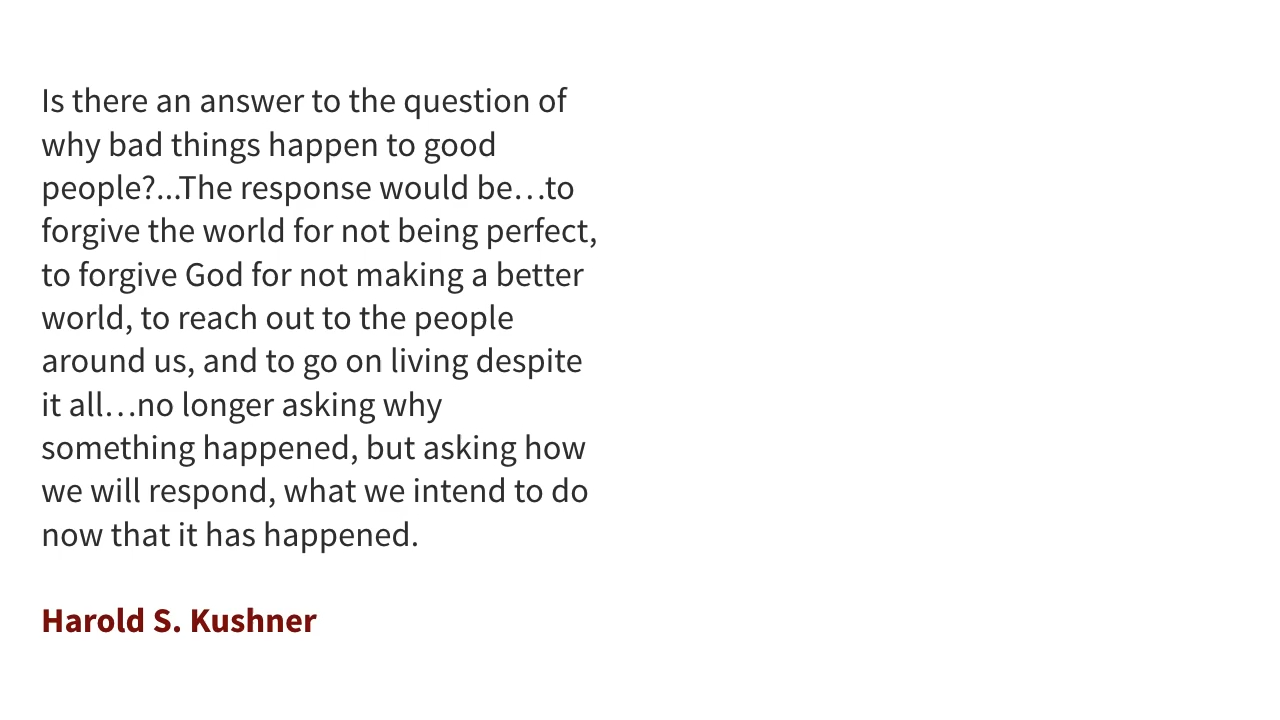 Is there an answer to the question of
why bad things happen to good
people?...The response would be…to
forgive the world for not being perfect,
to forgive God for not making a better
world, to reach out to the people
around us, and to go on living despite
it all…no longer asking why
something happened, but asking how
we will respond, what we intend to do
now that it has happened.
Harold S. Kushner